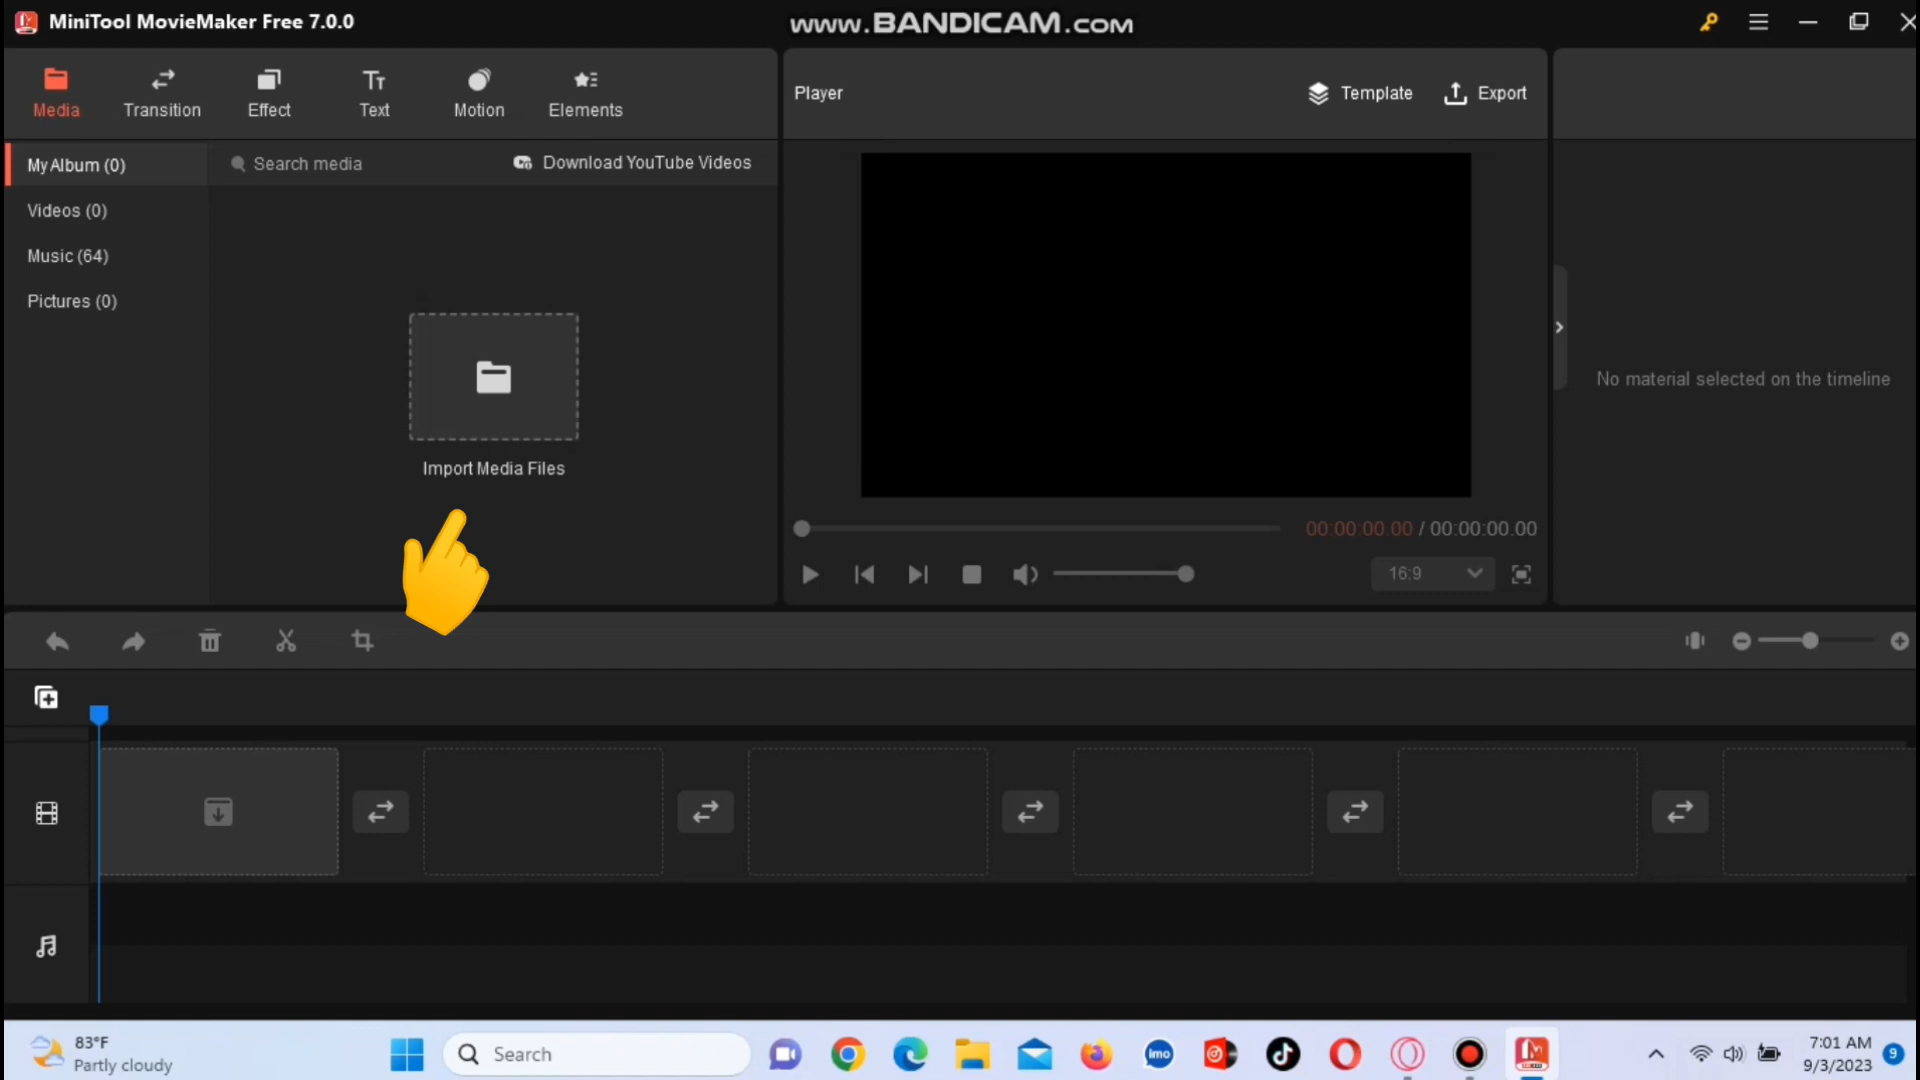 MiniTool MovieMaker Free 7.0.0
www.BANDICAM.com
Media
Transition
Effect
Text
Motion
Elements
Player
Template
Export
My Album (0)
Search media
Download YouTube Videos
Videos (0)
Music (64)
Pictures (0)
Import Media Files
No material selected on the timeline
00:00:00.00 / 00:00:00.00
16:9
83°F
Partly cloudy
Search
imo
7:01 AM
9/3/2023
9